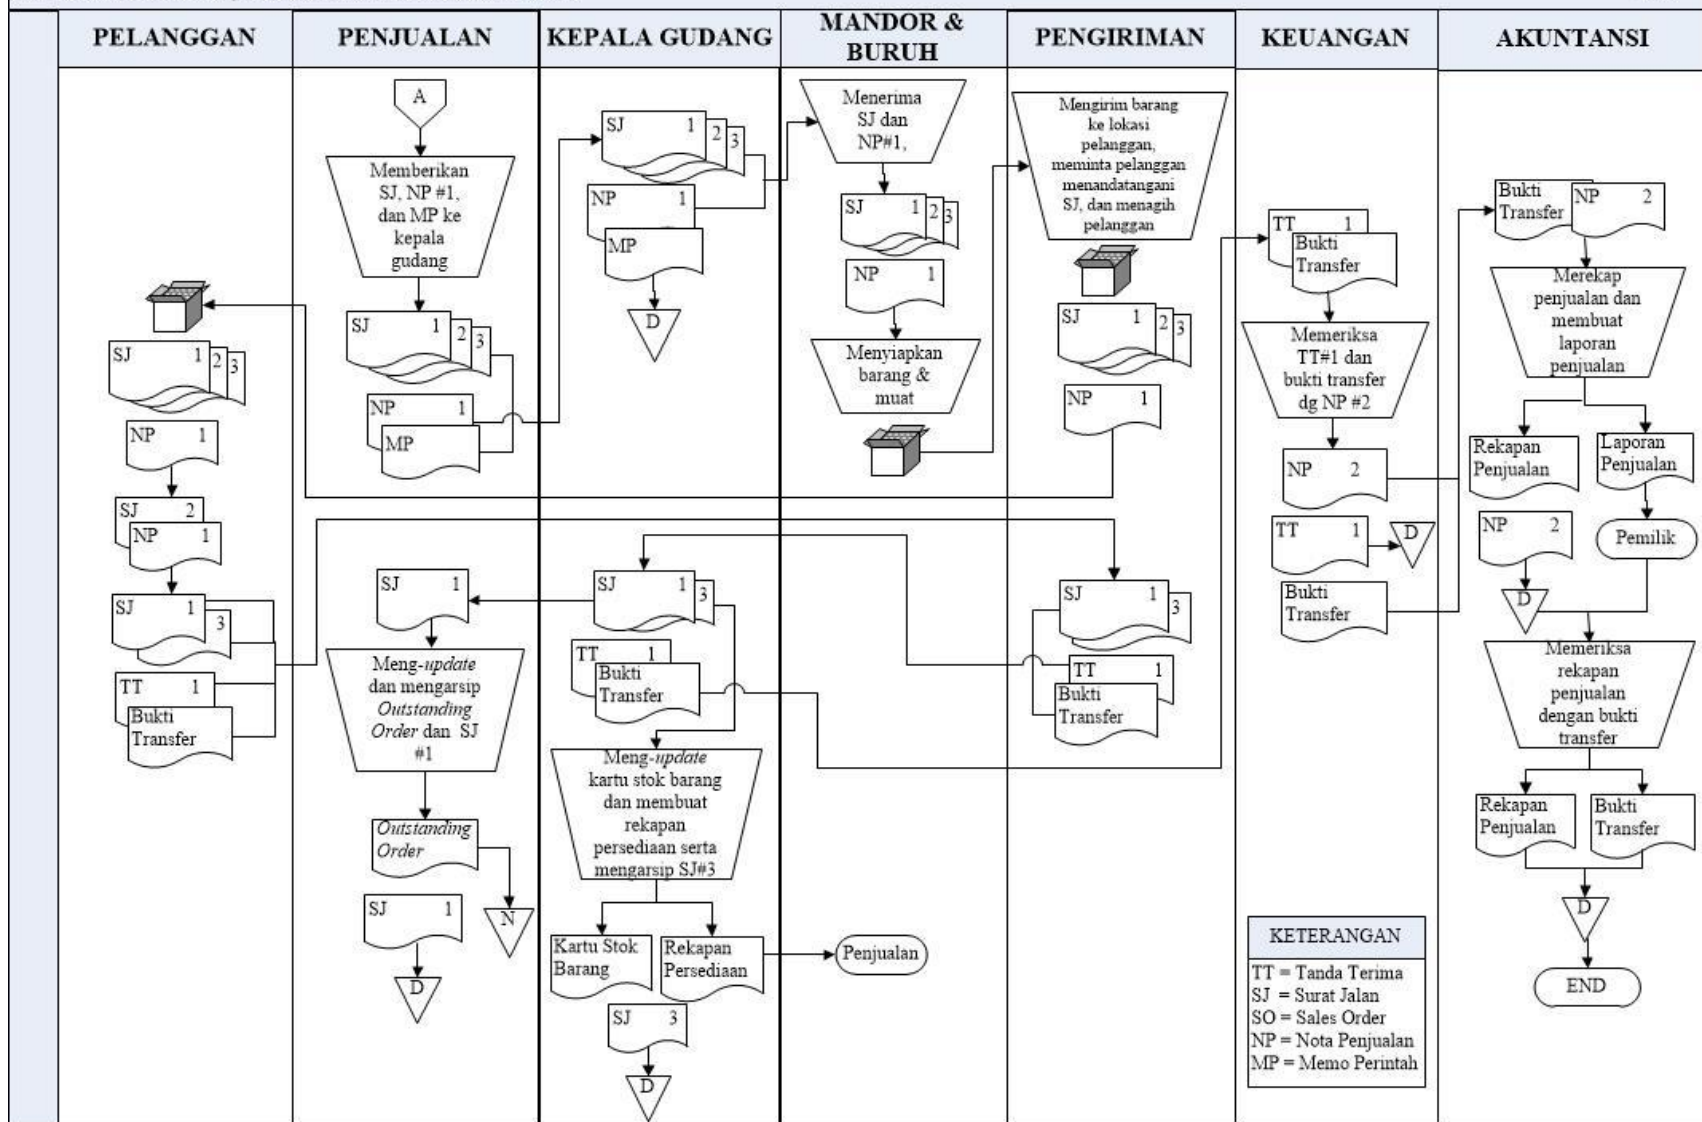 PELANGGAN
PENJUALAN
KEPALA GUDANG
MANDOR &
BURUH
PENGIRIMAN
KEUANGAN
AKUNTANSI
SJ 1 2 3
NP 1
SJ 2
NP 1
SJ 1
3
TT 1
Bukti
Transfer
A
Memberikan
SJ, NP #1,
dan MP ke
kepala
gudang
SJ 1 2 3
NP 1
MP
SJ 1
Meng-update
dan mengarsip
Outstanding
Order dan SJ
#1
Outstanding
Order
N
SJ 1
D
SJ 1 2 3
NP 1
MP
D
SJ 1 3
TT 1
Bukti
Transfer
Meng-update
kartu stok barang
dan membuat
rekapan
persediaan serta
mengarsip SJ#3
Kartu Stok
Barang
Rekapan
Persediaan
SJ 3
D
Menerima
SJ dan
NP#1,
SJ 1 2 3
NP 1
Menyiapkan
barang &
muat
Penjualan
Mengirim barang
ke lokasi
pelanggan,
meminta pelanggan
menandatangani
SJ, dan menagih
pelanggan
SJ 1 2 3
NP 1
SJ 1 3
TT 1
Bukti
Transfer
TT 1
Bukti
Transfer
Memeriksa
TT#1 dan
bukti transfer
dg NP #2
NP 2
TT 1
D
Bukti
Transfer
KETERANGAN
TT = Tanda Terima
SJ = Surat Jalan
SO = Sales Order
NP = Nota Penjualan
MP = Memo Perintah
Bukti
Transfer
NP 2
Merekap
penjualan dan
membuat
laporan
penjualan
Rekapan
Penjualan
Laporan
Penjualan
NP 2
Pemilik
D
Memeriksa
rekapan
penjualan
dengan bukti
transfer
Rekapan
Penjualan
Bukti
Transfer
D
END